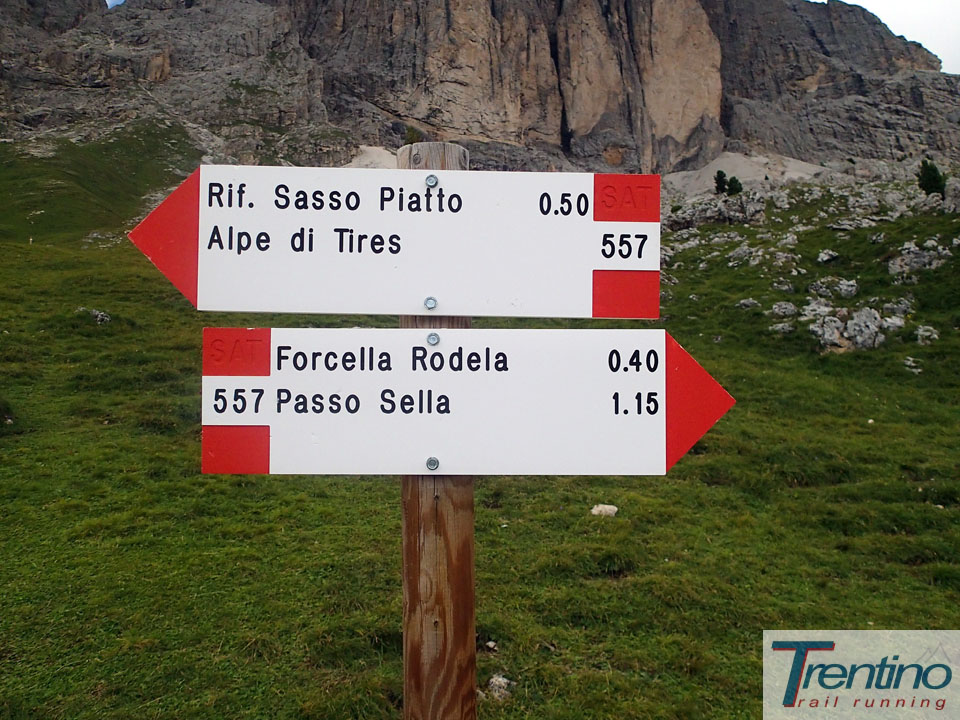 Rif. Sasso Piatto 0.50 SAT
Alpe di Tires 557
SAT Forcella Rodela 0.40
557 Passo Sella 1.15
Trentino
trail running